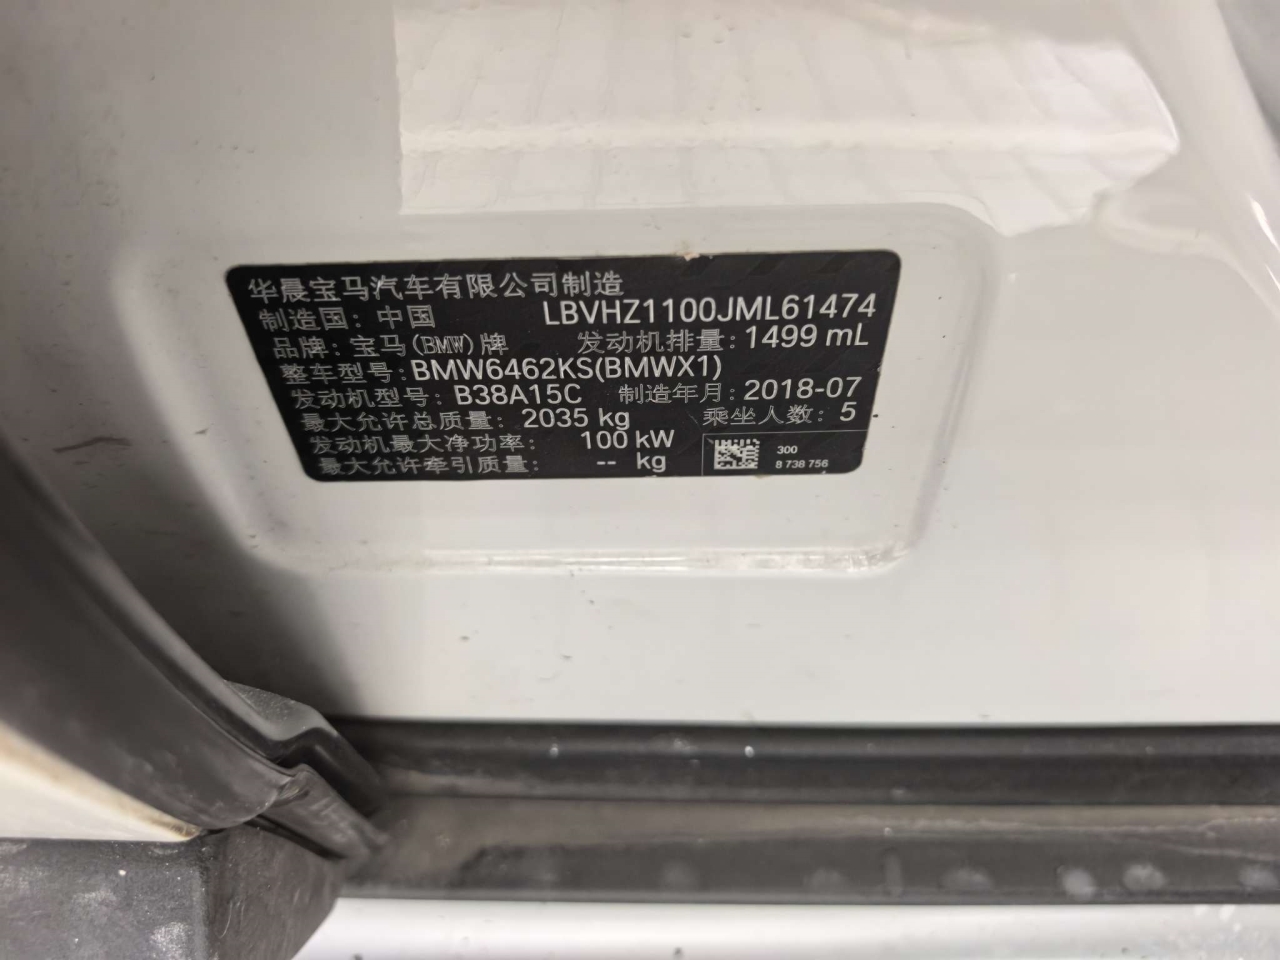 华晨宝马汽车有限公司制造
制造国: 中国 LBVHZ1100JML61474
品牌: 宝马(BMW)牌 发动机排量: 1499 mL
整车型号: BMW6462KS(BMWX1)
发动机型号: B38A15C 制造年月: 2018-07
最大允许总质量: 2035 kg 乘坐人数: 5
发动机最大净功率: 100 kW
最大允许牵引质量: -- kg
300
8 738 756